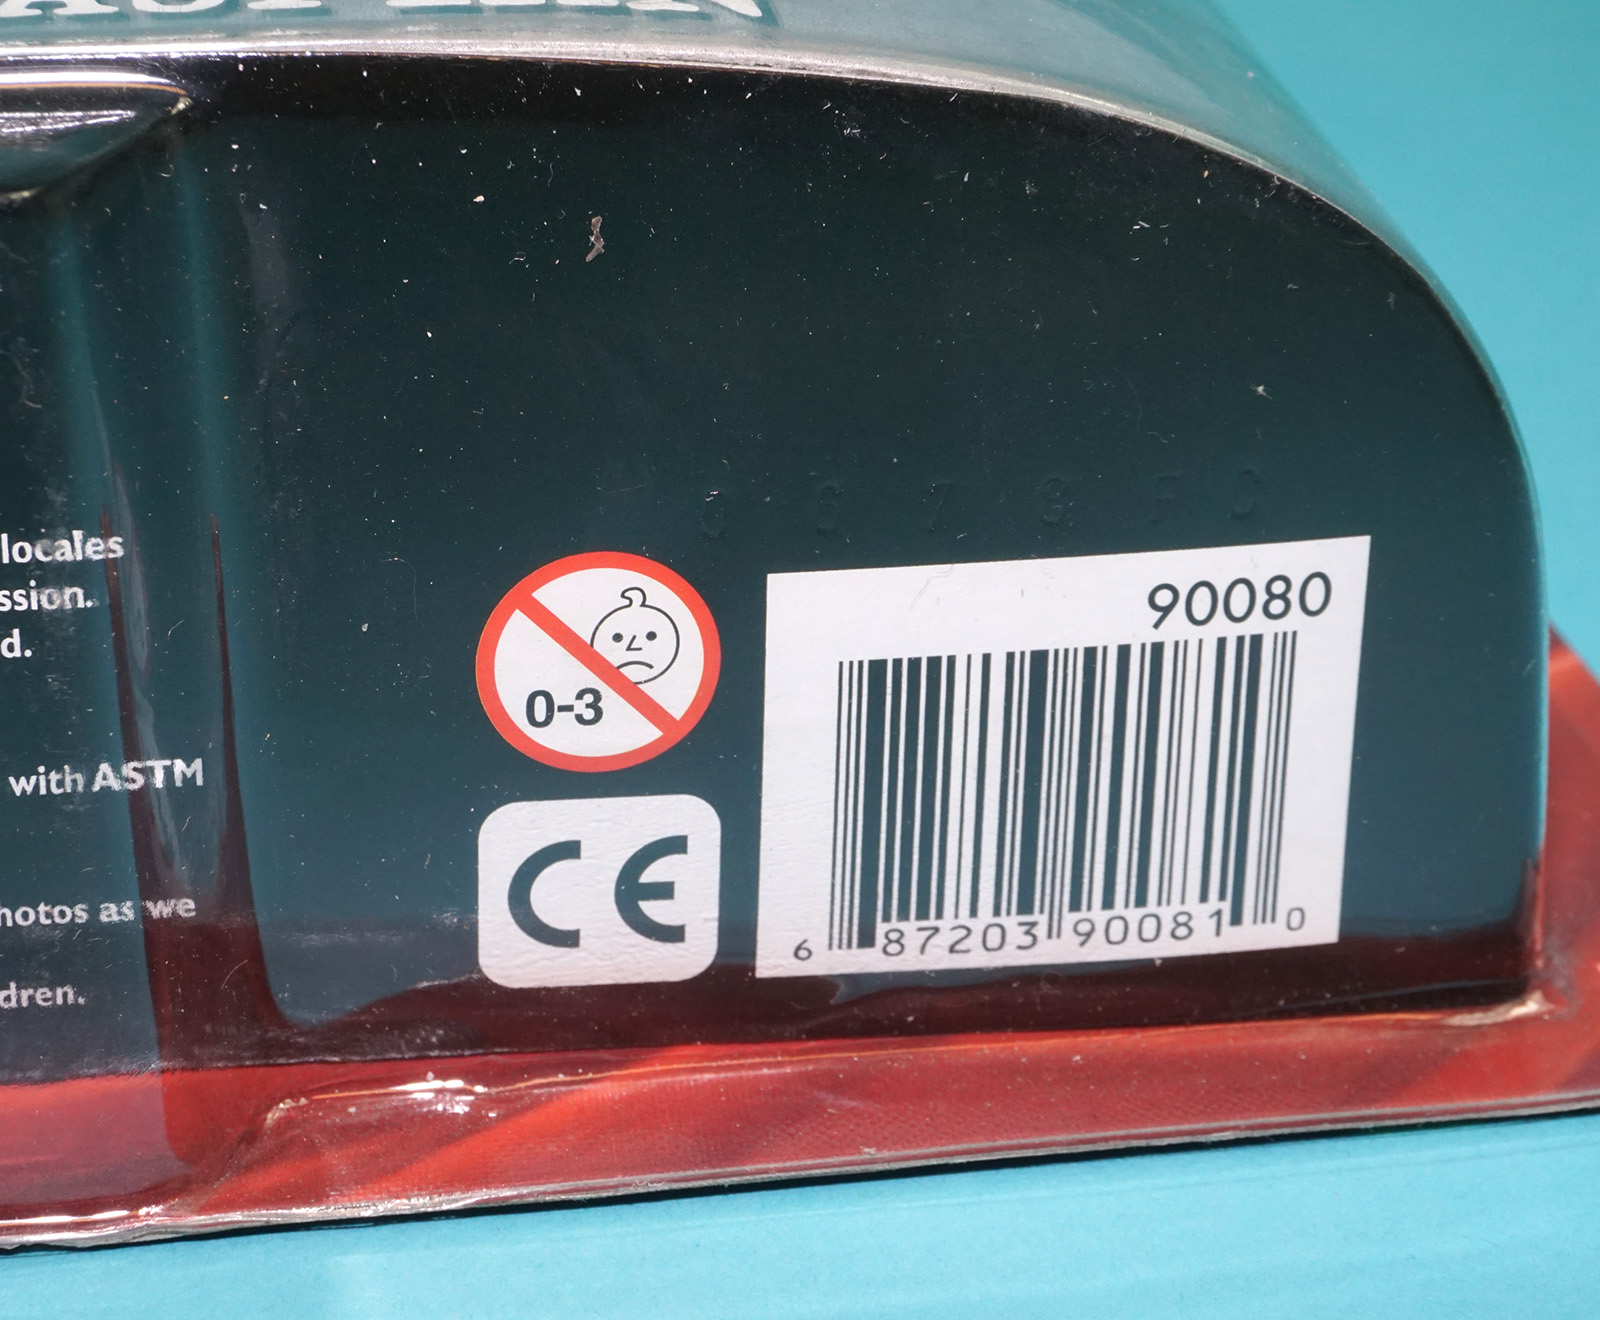 locales
ssion.
d.
with ASTM
hotos as we
dren.
0-3
CE
90080
6 87203 90081 0